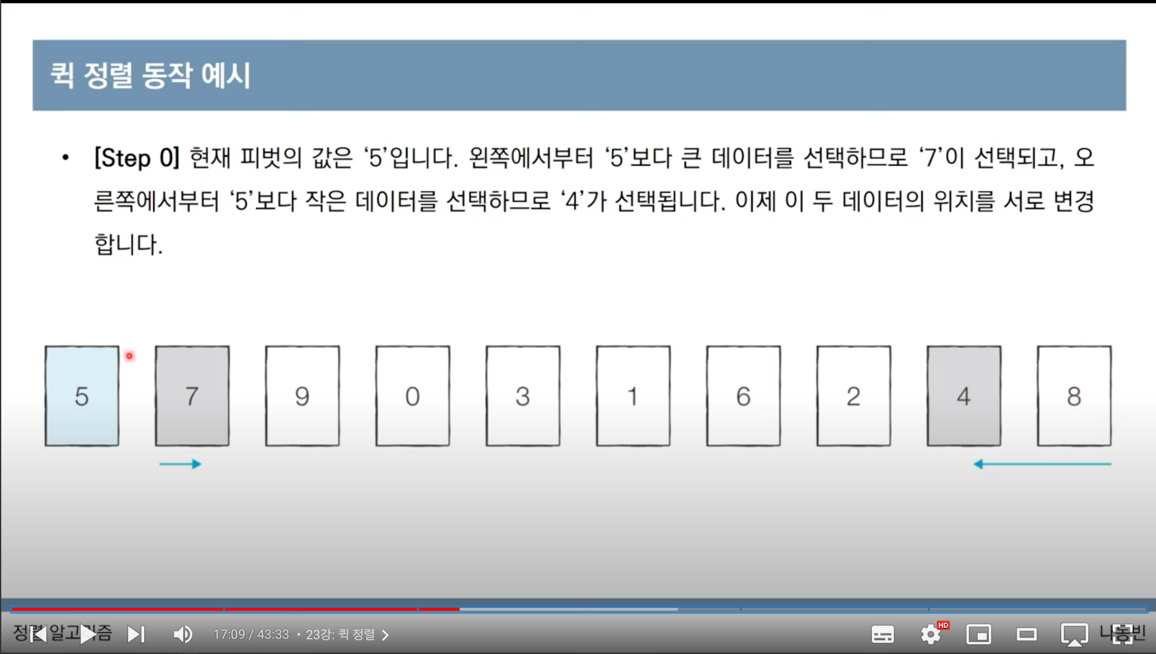 퀵 정렬 동작 예시
• [Step 0] 현재 피벗의 값은 ‘5’입니다. 왼쪽에서부터 ‘5’보다 큰 데이터를 선택하므로 ‘7’이 선택되고, 오
른쪽에서부터 ‘5’보다 작은 데이터를 선택하므로 ‘4’가 선택됩니다. 이제 이 두 데이터의 위치를 서로 변경
합니다.
5 7 9 0 3 1 6 2 4 8
정렬 알고리즘 17:09 / 43:33 • 23강: 퀵 정렬 HD 나동빈